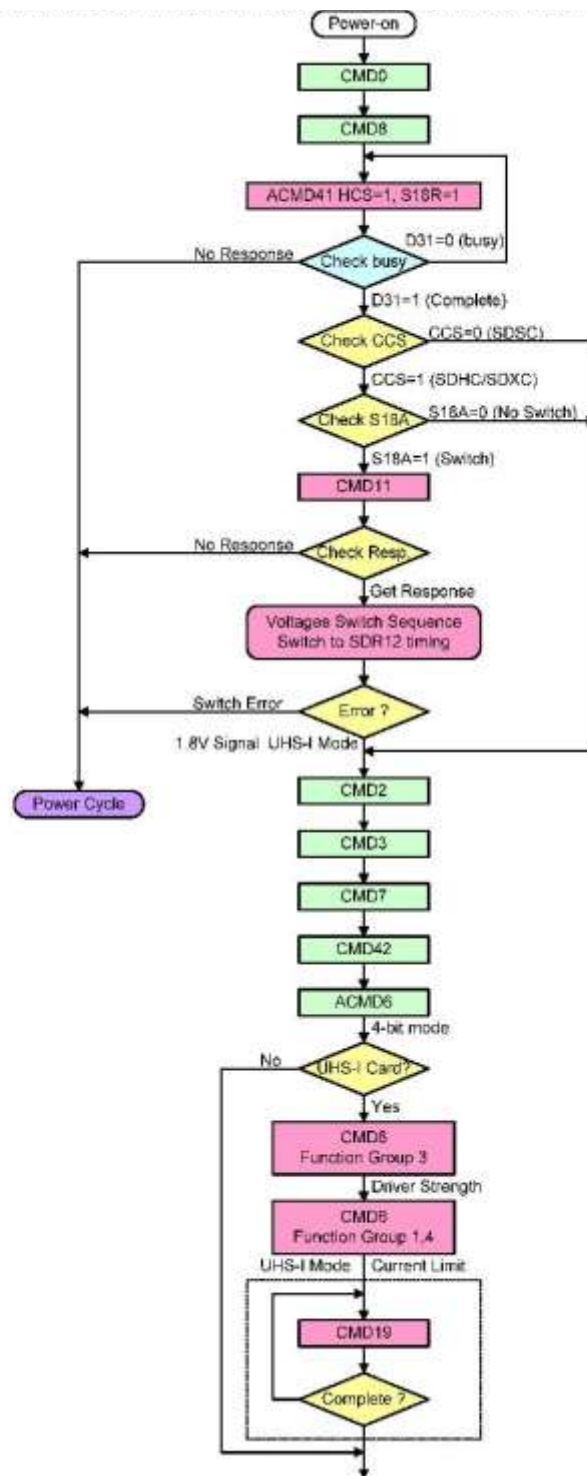 Power-on
CMD0
CMD8
ACMD41 HCS=1, S18R=1
D31=0 (busy)
No Response
Check busy
D31=1 (Complete}
CCS=0 (SDSC)
Check CCS
CCS=1 (SDHC/SDXC)
S18A=0 (No Switch)
Check S18A
S18A=1 (Switch)
CMD11
No Response
Check Resp.
Get Response
Voltages Switch Sequence
Switch to SDR12 timing
Switch Error
Error ?
1.8V Signal UHS-I Mode
Power Cycle
CMD2
CMD3
CMD7
CMD42
ACMD6
4-bit mode
No
UHS-I Card?
Yes
CMD6
Function Group 3
Driver Strength
CMD6
Function Group 1,4
UHS-I Mode Current Limit
CMD19
Complete ?